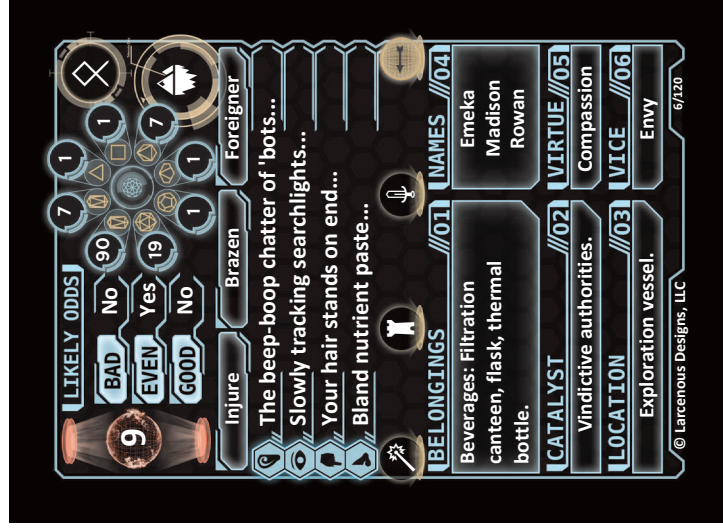 9
LIKELY ODDS
BAD No
EVEN Yes
GOOD No
7
1
90
1
19
7
1
1
Injure Brazen Foreigner
The beep-boop chatter of 'bots...
Slowly tracking searchlights...
Your hair stands on end...
Bland nutrient paste...
BELONGINGS //01
Beverages: Filtration
canteen, flask, thermal
bottle.
NAMES //04
Emeka
Madison
Rowan
CATALYST //02
Vindictive authorities.
VIRTUE //05
Compassion
LOCATION //03
Exploration vessel.
VICE //06
Envy
© Larcenous Designs, LLC 6/120